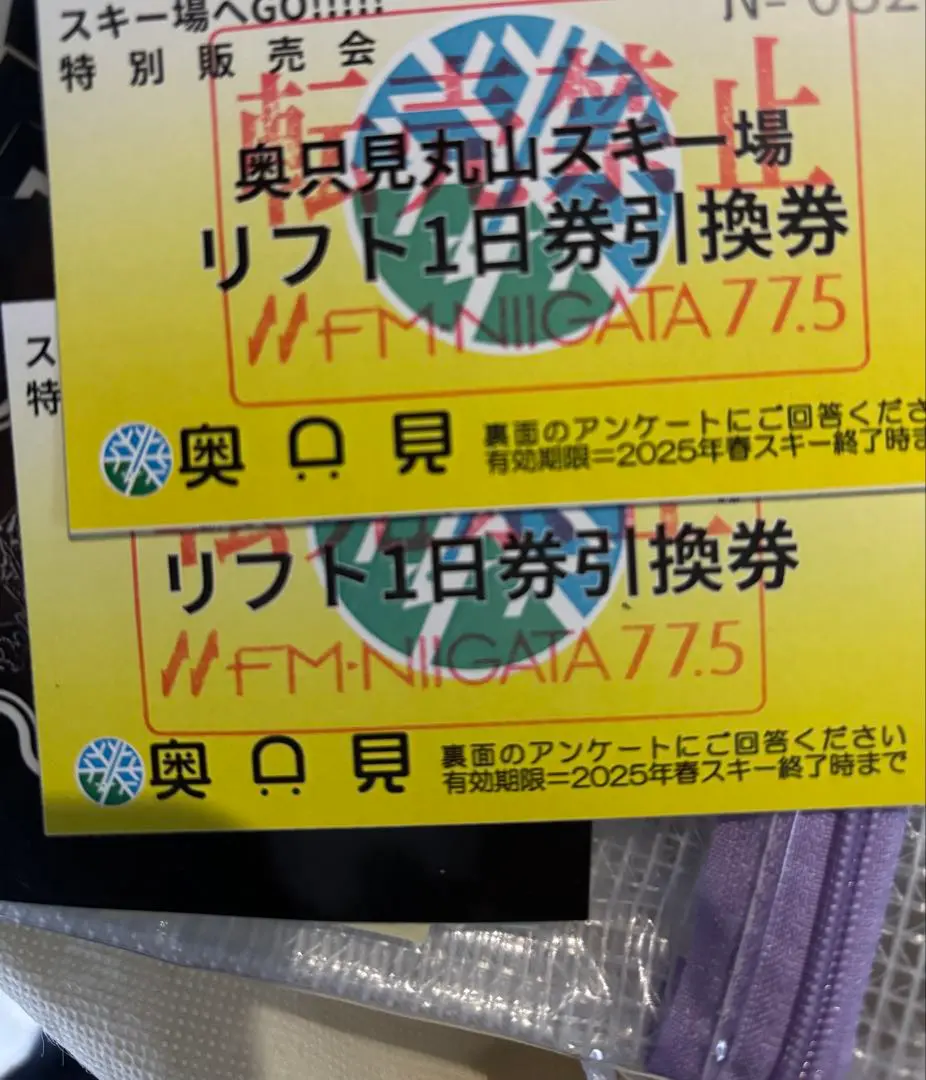 スキー場へGO!!!!!
特別販売会
転売禁止
奥只見丸山スキー場
リフト1日券引換券
FM-NIIGATA 77.5
奥只見
裏面のアンケートにご回答くださ
有効期限=2025年春スキー終了時ま
ス
特
リフト1日券引換券
FM-NIIGATA 77.5
奥只見
裏面のアンケートにご回答ください
有効期限=2025年春スキー終了時まで